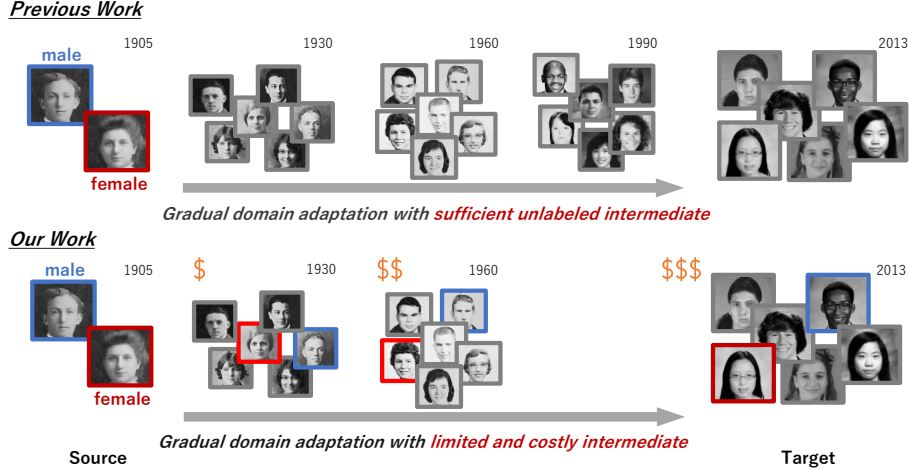 Previous Work
male
1905
1930
1960
1990
2013
female
Gradual domain adaptation with sufficient unlabeled intermediate
Our Work
male
1905
$
1930
$$
1960
$$$
2013
female
Gradual domain adaptation with limited and costly intermediate
Source
Target